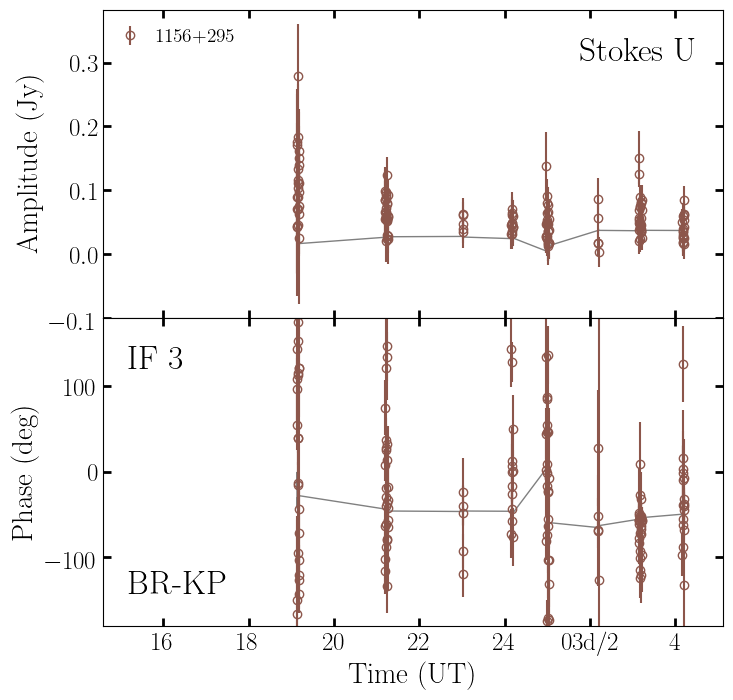 1156+295
Stokes U
Amplitude (Jy)
0.3
0.2
0.1
0.0
−0.1
IF 3
100
0
−100
Phase (deg)
BR-KP
16 18 20 22 24 03d/2 4
Time (UT)